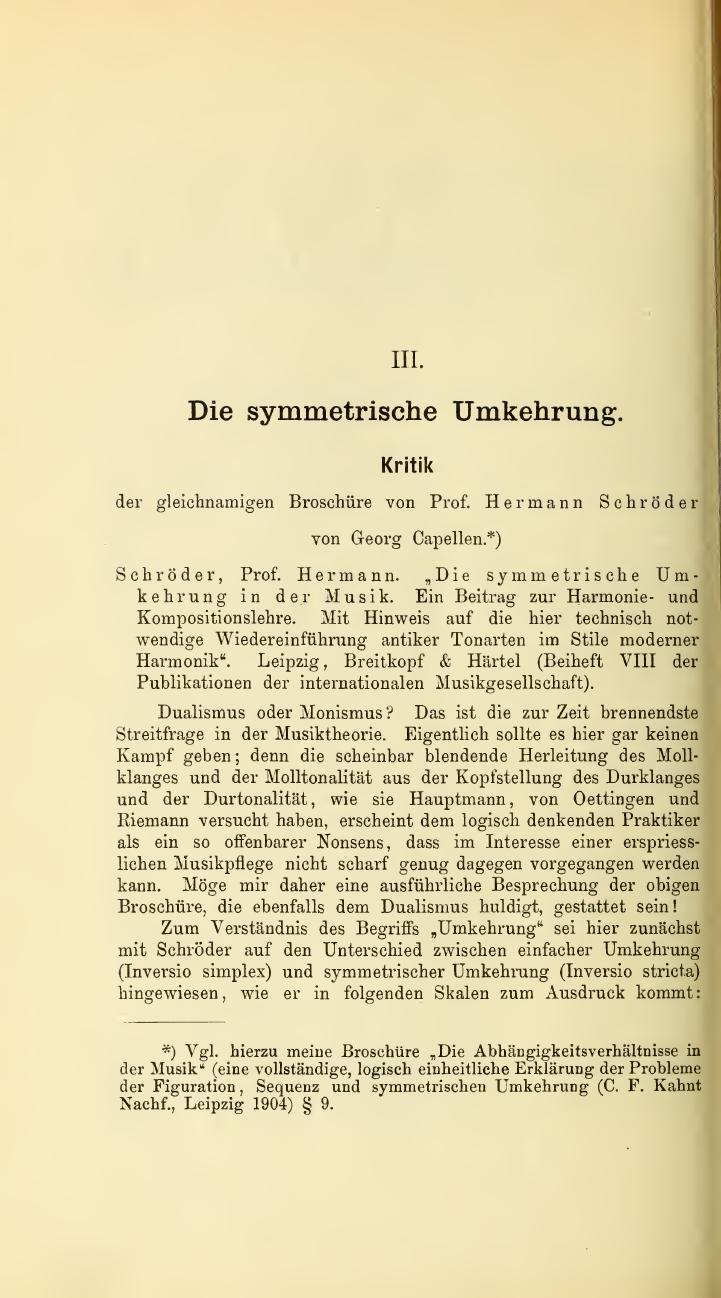 III.
Die symmetrische Umkehrung.
Kritik
der gleichnamigen Broschüre von Prof. Hermann Schröder
von Georg Capellen.*)
Schröder, Prof. Hermann. „Die symmetrische Um-
kehrung in der Musik. Ein Beitrag zur Harmonie- und
Kompositionslehre. Mit Hinweis auf die hier technisch not-
wendige Wiedereinführung antiker Tonarten im Stile moderner
Harmonik“. Leipzig, Breitkopf & Härtel (Beiheft VIII der
Publikationen der internationalen Musikgesellschaft).
Dualismus oder Monismus? Das ist die zur Zeit brennendste
Streitfrage in der Musiktheorie. Eigentlich sollte es hier gar keinen
Kampf geben; denn die scheinbar blendende Herleitung des Moll-
klanges und der Molltonalität aus der Kopfstellung des Durklanges
und der Durtonalität, wie sie Hauptmann, von Oettingen und
Riemann versucht haben, erscheint dem logisch denkenden Praktiker
als ein so offenbarer Nonsens, dass im Interesse einer erspriess-
lichen Musikpflege nicht scharf genug dagegen vorgegangen werden
kann. Möge mir daher eine ausführliche Besprechung der obigen
Broschüre, die ebenfalls dem Dualismus huldigt, gestattet sein!
Zum Verständnis des Begriffs „Umkehrung“ sei hier zunächst
mit Schröder auf den Unterschied zwischen einfacher Umkehrung
(Inversio simplex) und symmetrischer Umkehrung (Inversio stricta)
hingewiesen, wie er in folgenden Skalen zum Ausdruck kommt:
*) Vgl. hierzu meine Broschüre „Die Abhängigkeitsverhältnisse in
der Musik“ (eine vollständige, logisch einheitliche Erklärung der Probleme
der Figuration, Sequenz und symmetrischen Umkehrung (C. F. Kahnt
Nachf., Leipzig 1904) § 9.